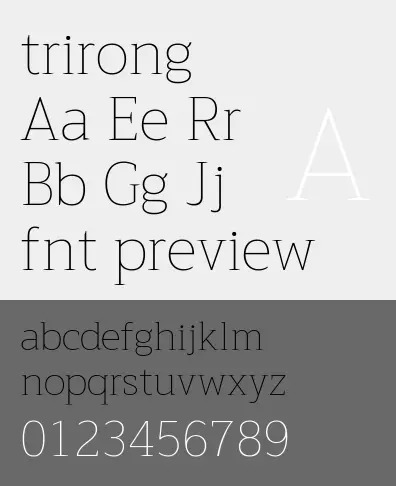 trirong
Aa Ee Rr
A
Bb Gg Jj
fnt preview
abcdefghijklm
nopqrstuvwxyz
0123456789